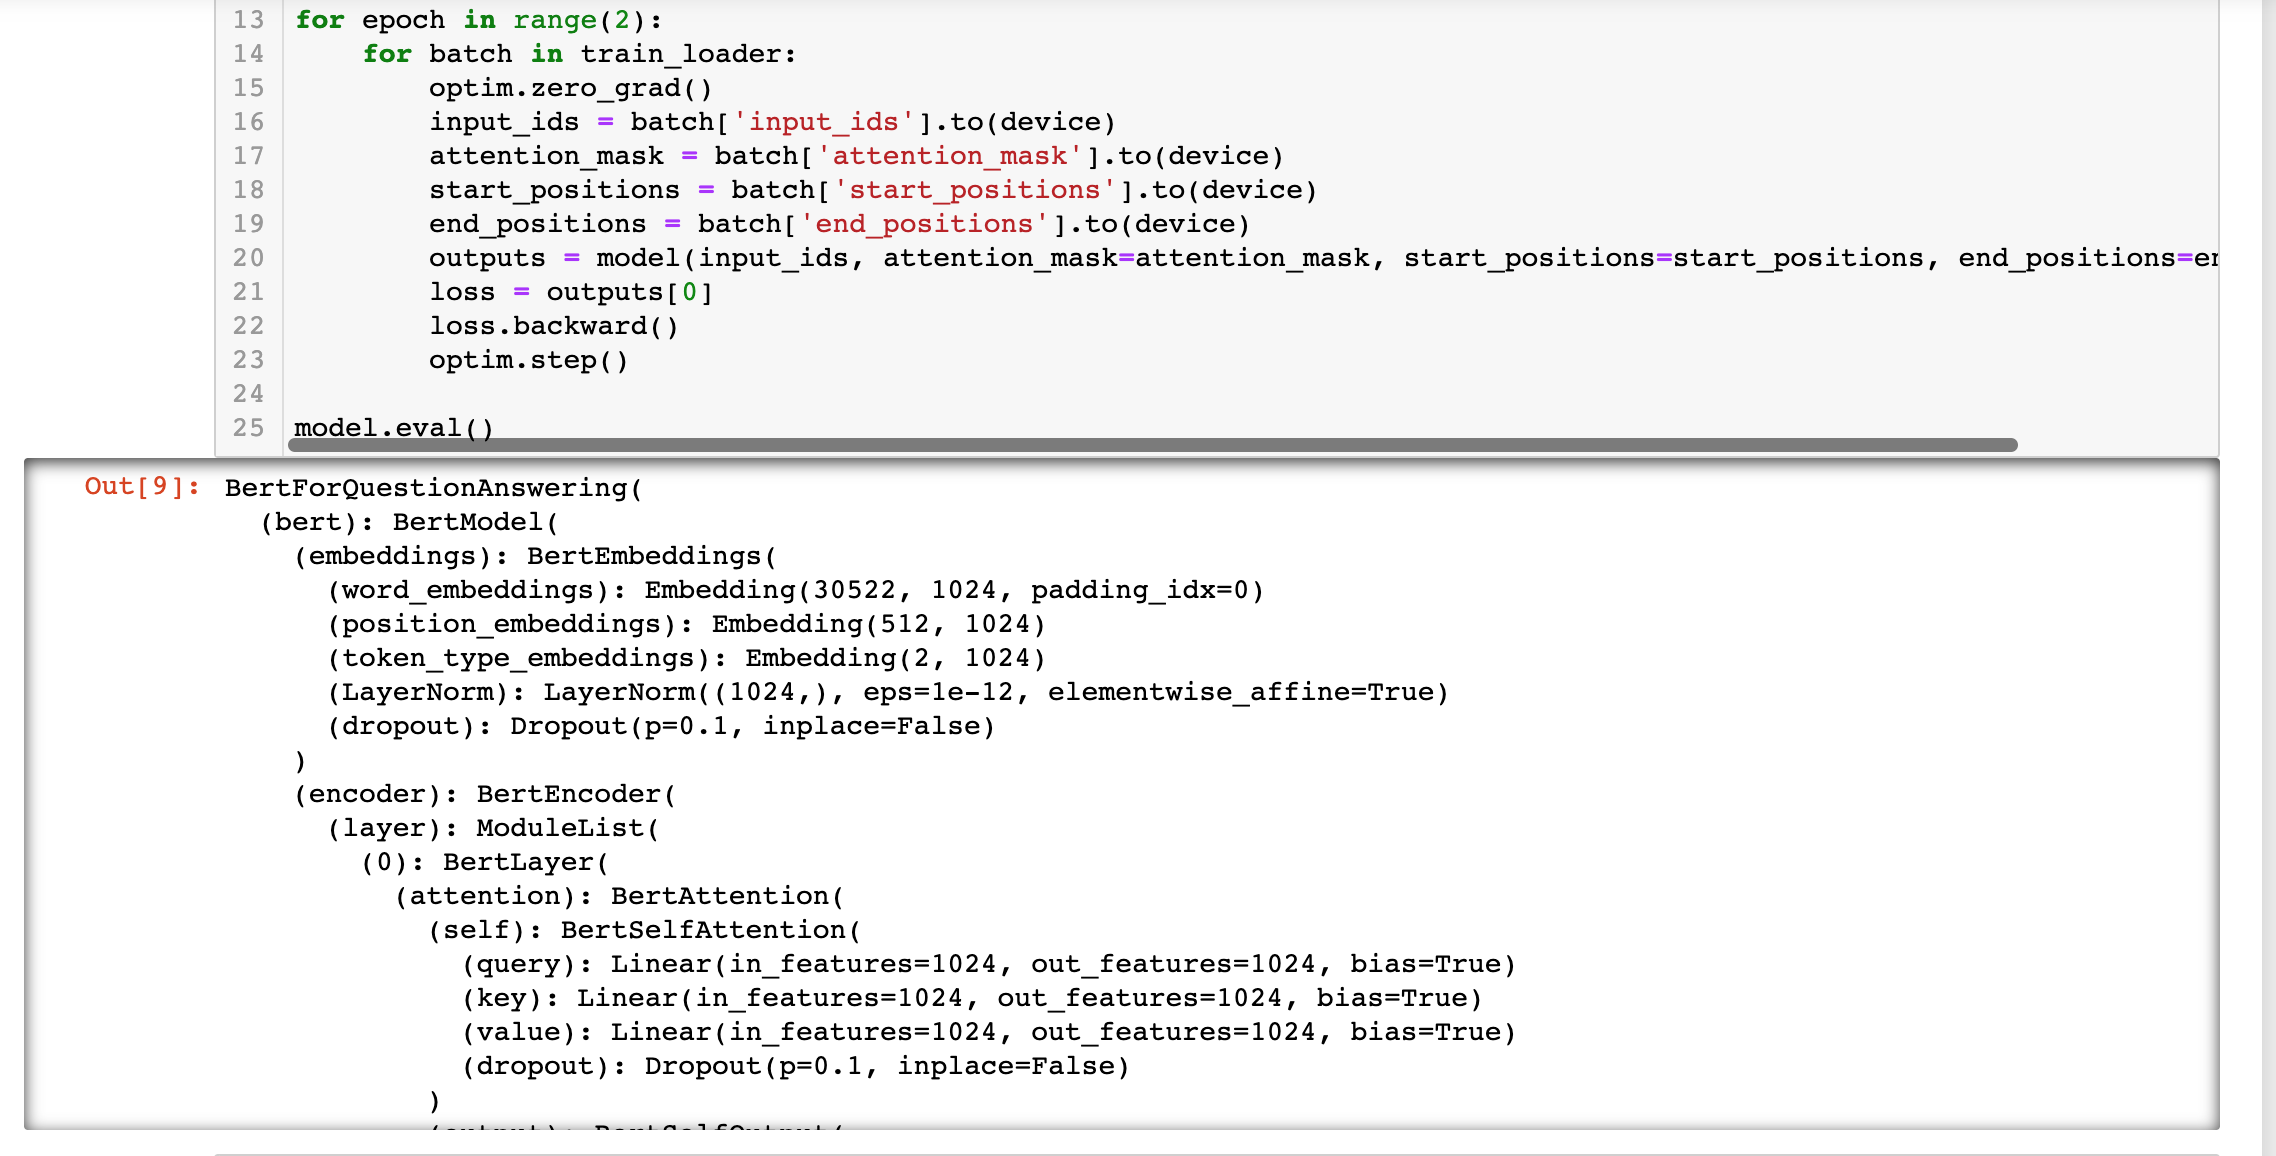 13 for epoch in range(2):
14     for batch in train_loader:
15         optim.zero_grad()
16         input_ids = batch['input_ids'].to(device)
17         attention_mask = batch['attention_mask'].to(device)
18         start_positions = batch['start_positions'].to(device)
19         end_positions = batch['end_positions'].to(device)
20         outputs = model(input_ids, attention_mask=attention_mask, start_positions=start_positions, end_positions=
21         loss = outputs[0]
22         loss.backward()
23         optim.step()
24
25 model.eval()
Out[9]: BertForQuestionAnswering(
  (bert): BertModel(
    (embeddings): BertEmbeddings(
      (word_embeddings): Embedding(30522, 1024, padding_idx=0)
      (position_embeddings): Embedding(512, 1024)
      (token_type_embeddings): Embedding(2, 1024)
      (LayerNorm): LayerNorm((1024,), eps=1e-12, elementwise_affine=True)
      (dropout): Dropout(p=0.1, inplace=False)
    )
    (encoder): BertEncoder(
      (layer): ModuleList(
        (0): BertLayer(
          (attention): BertAttention(
            (self): BertSelfAttention(
              (query): Linear(in_features=1024, out_features=1024, bias=True)
              (key): Linear(in_features=1024, out_features=1024, bias=True)
              (value): Linear(in_features=1024, out_features=1024, bias=True)
              (dropout): Dropout(p=0.1, inplace=False)
            )